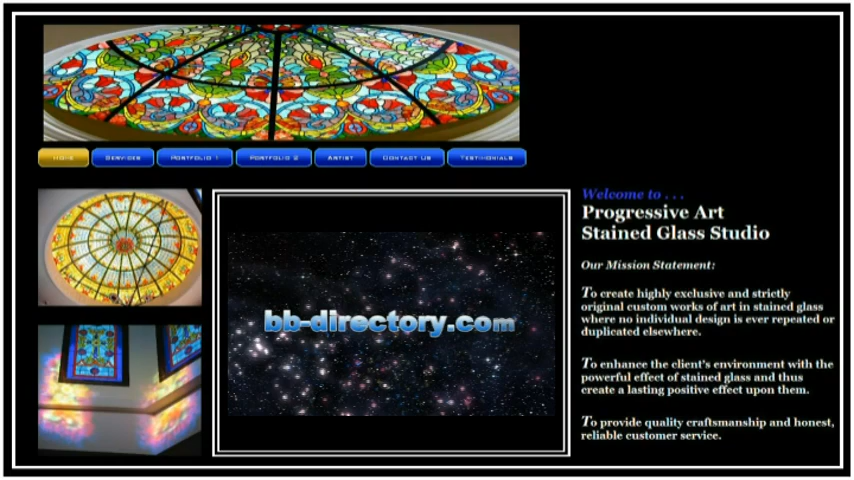 Home Services Portfolio 1 Portfolio 2 Artist Contact Us Testimonials
bb-directory.com
Welcome to . . .
Progressive Art
Stained Glass Studio
Our Mission Statement:
To create highly exclusive and strictly
original custom works of art in stained glass
where no individual design is ever repeated or
duplicated elsewhere.
To enhance the client's environment with the
powerful effect of stained glass and thus
create a lasting positive effect upon them.
To provide quality craftsmanship and honest,
reliable customer service.